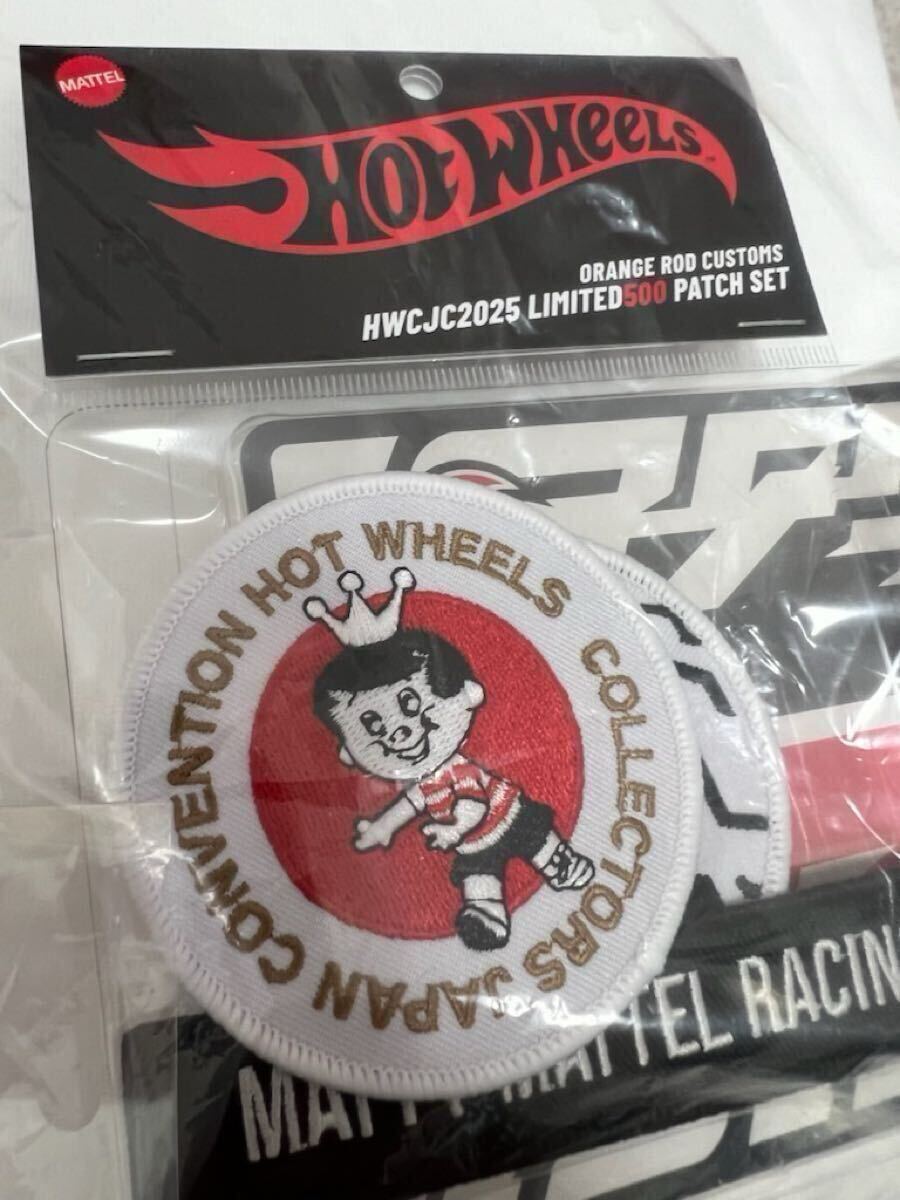 MATTEL
HOT WHEELS
ORANGE ROD CUSTOMS
HWCJC2025 LIMITED500 PATCH SET
HOT WHEELS COLLECTORS JAPAN CONVENTION
MATTEL RACIN